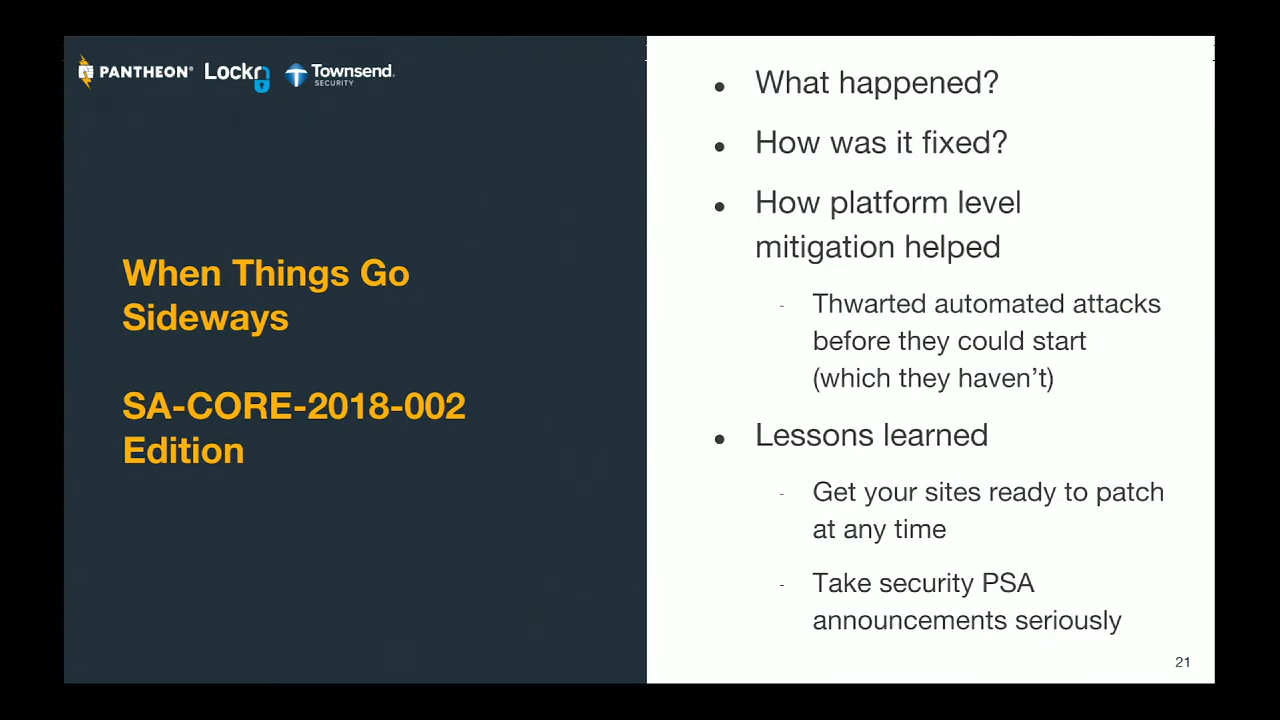 PANTHEON® Lockr Townsend®
SECURITY
When Things Go
Sideways
SA-CORE-2018-002
Edition
• What happened?
• How was it fixed?
• How platform level
mitigation helped
- Thwarted automated attacks
before they could start
(which they haven’t)
• Lessons learned
- Get your sites ready to patch
at any time
- Take security PSA
announcements seriously
21